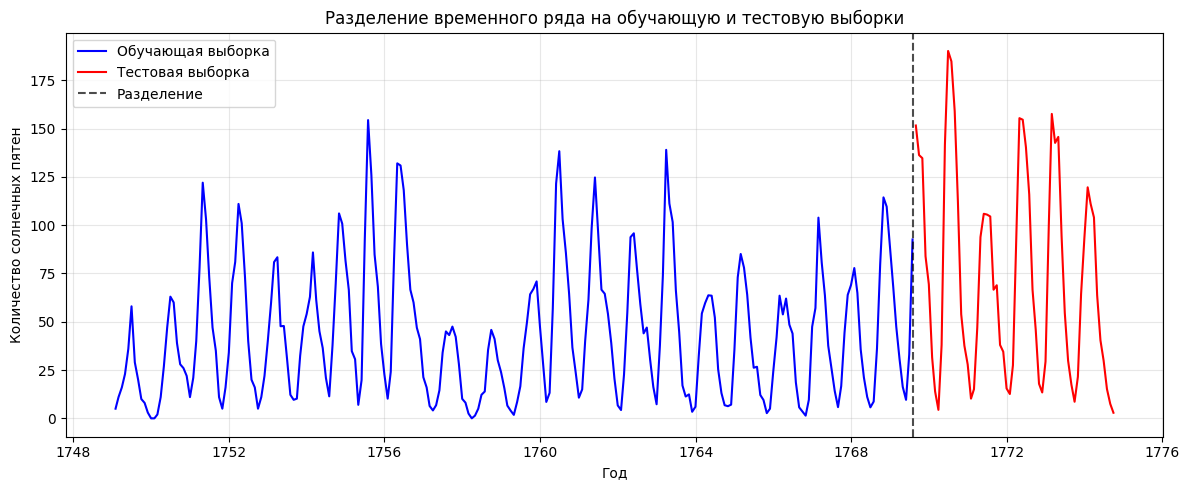 Разделение временного ряда на обучающую и тестовую выборки
Обучающая выборка
Тестовая выборка
Разделение
Количество солнечных пятен
175
150
125
100
75
50
25
0
1748
1752
1756
1760
1764
1768
1772
1776
Год